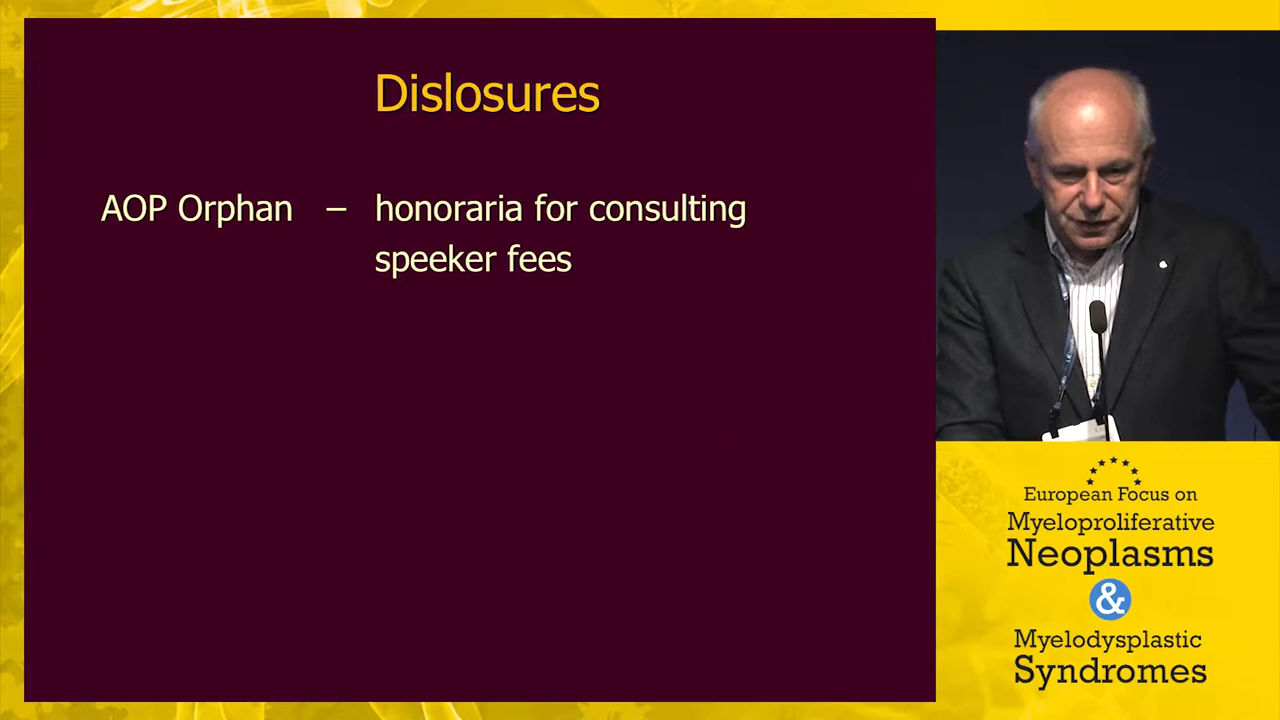 Dislosures
AOP Orphan – honoraria for consulting
speeker fees
European Focus on
Myeloproliferative
Neoplasms
&
Myelodysplastic
Syndromes